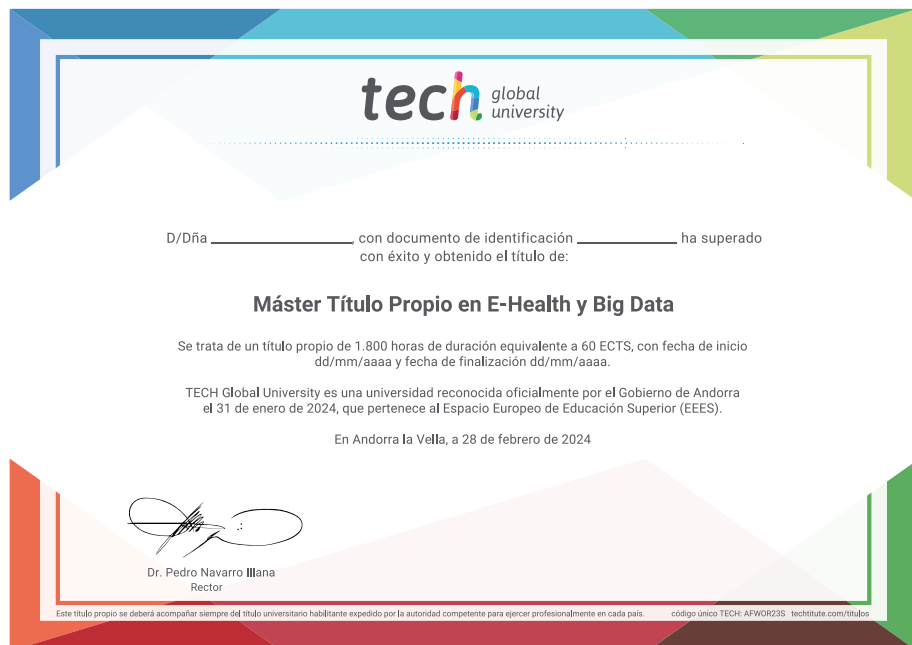 tech global university
D/Dña ______________, con documento de identificación __________ ha superado
con éxito y obtenido el título de:
Máster Título Propio en E-Health y Big Data
Se trata de un título propio de 1.800 horas de duración equivalente a 60 ECTS, con fecha de inicio
dd/mm/aaaa y fecha de finalización dd/mm/aaaa.
TECH Global University es una universidad reconocida oficialmente por el Gobierno de Andorra
el 31 de enero de 2024, que pertenece al Espacio Europeo de Educación Superior (EEES).
En Andorra la Vella, a 28 de febrero de 2024
Dr. Pedro Navarro Illana
Rector
Este título propio se deberá acompañar siempre del título universitario habilitante expedido por la autoridad competente para ejercer profesionalmente en cada país. código único TECH: AFWOR23S techtitute.com/titulos